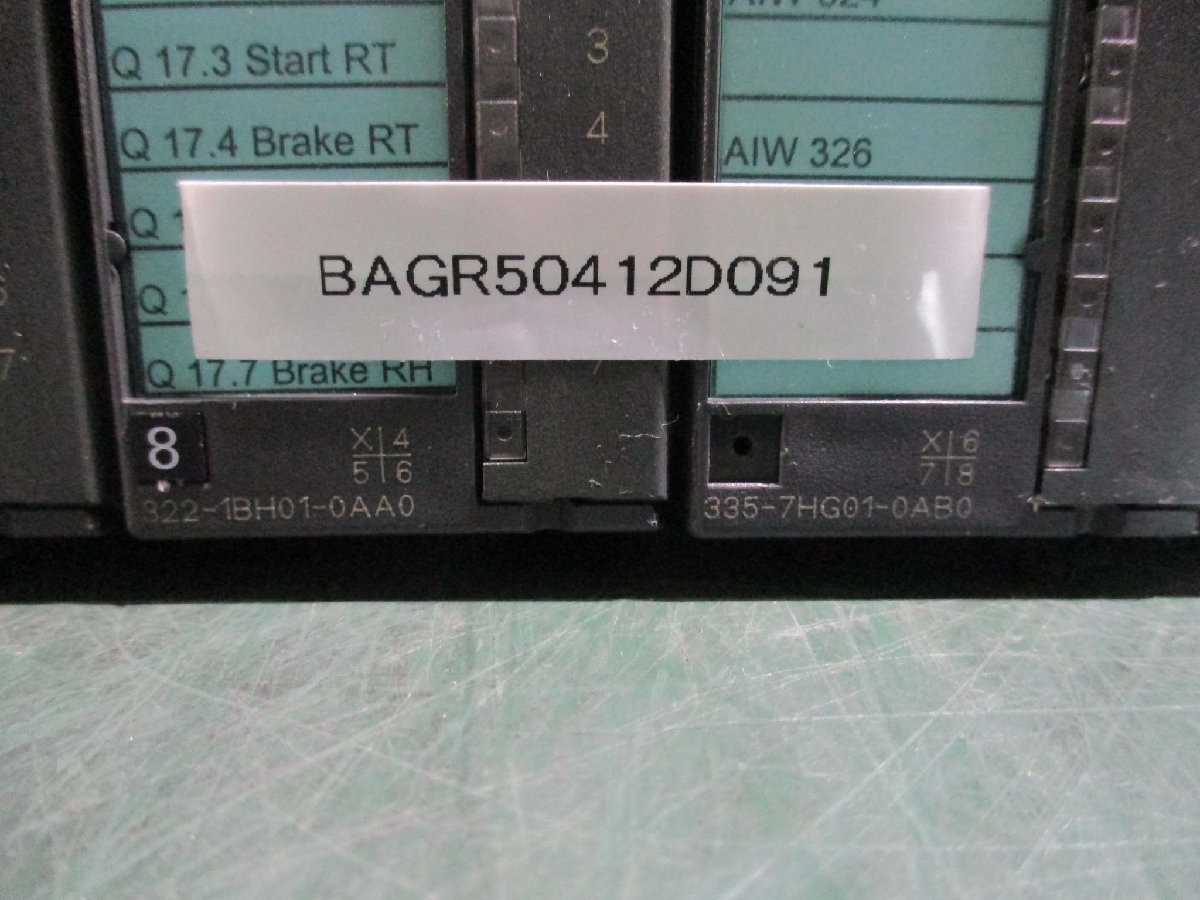 Q 17.3 Start RT
3
Q 17.4 Brake RT
4
AIW 326
Q
BAGR50412D091
Q
Q 17.7 Brake RH
8
X 4
5 6
322-1BH01-0AA0
X 6
7 8
335-7HG01-0AB0